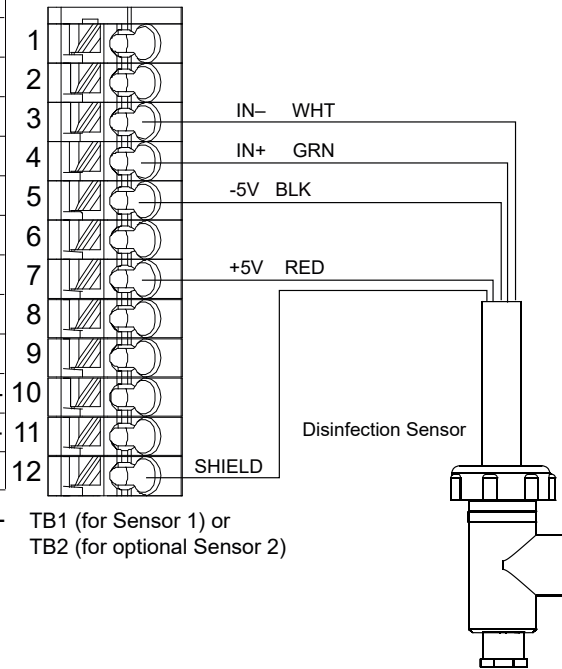 1
2
3 IN– WHT
4 IN+ GRN
5 -5V BLK
6
7 +5V RED
8
9
10
11 Disinfection Sensor
12 SHIELD
TB1 (for Sensor 1) or
TB2 (for optional Sensor 2)